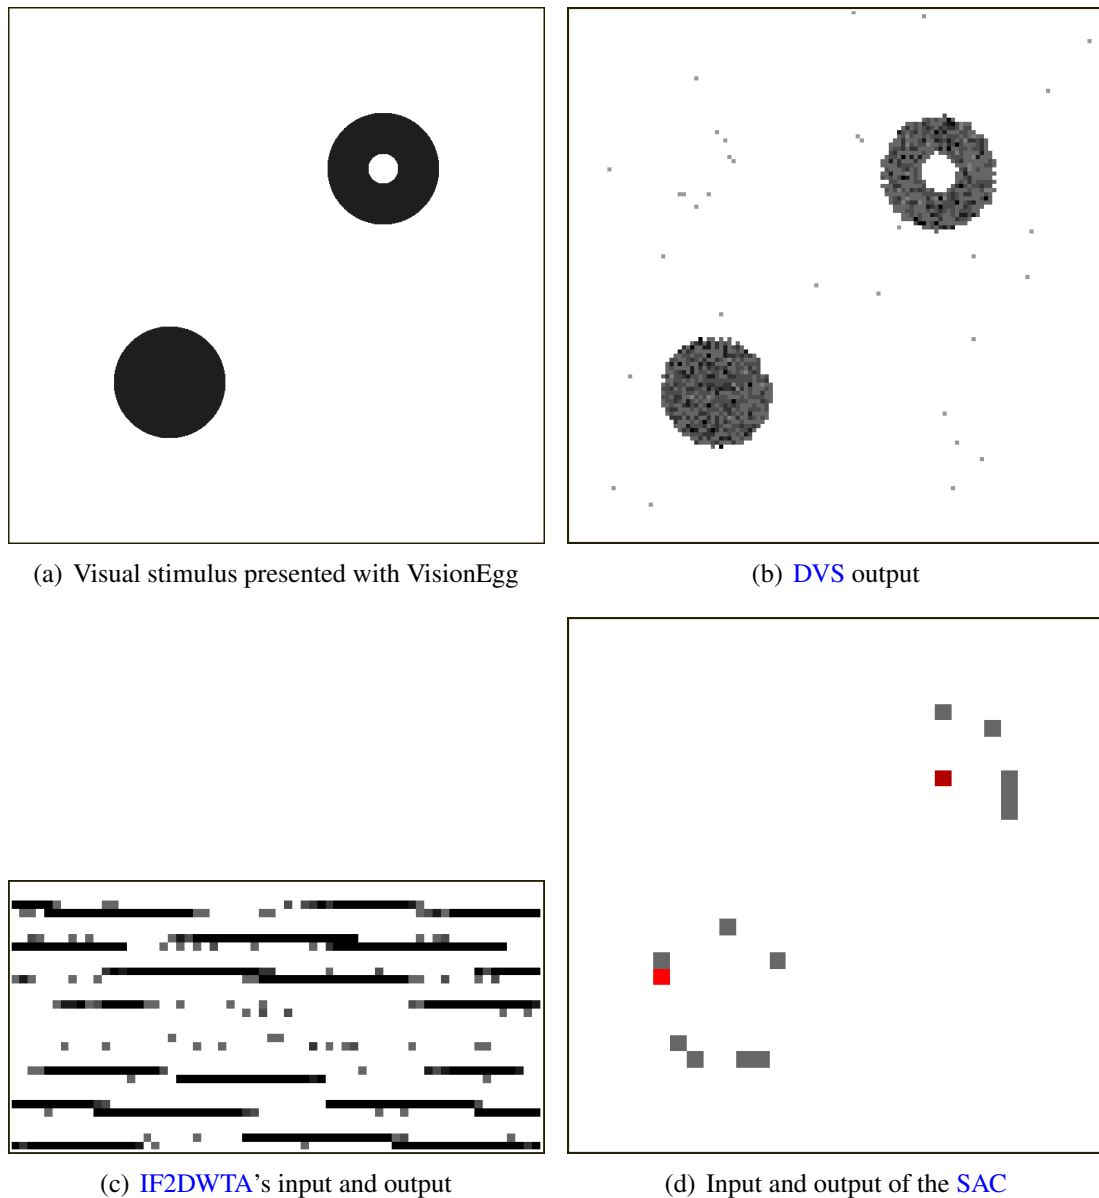 (a) Visual stimulus presented with VisionEgg
(b) DVS output
(c) IF2DWTA's input and output
(d) Input and output of the SAC